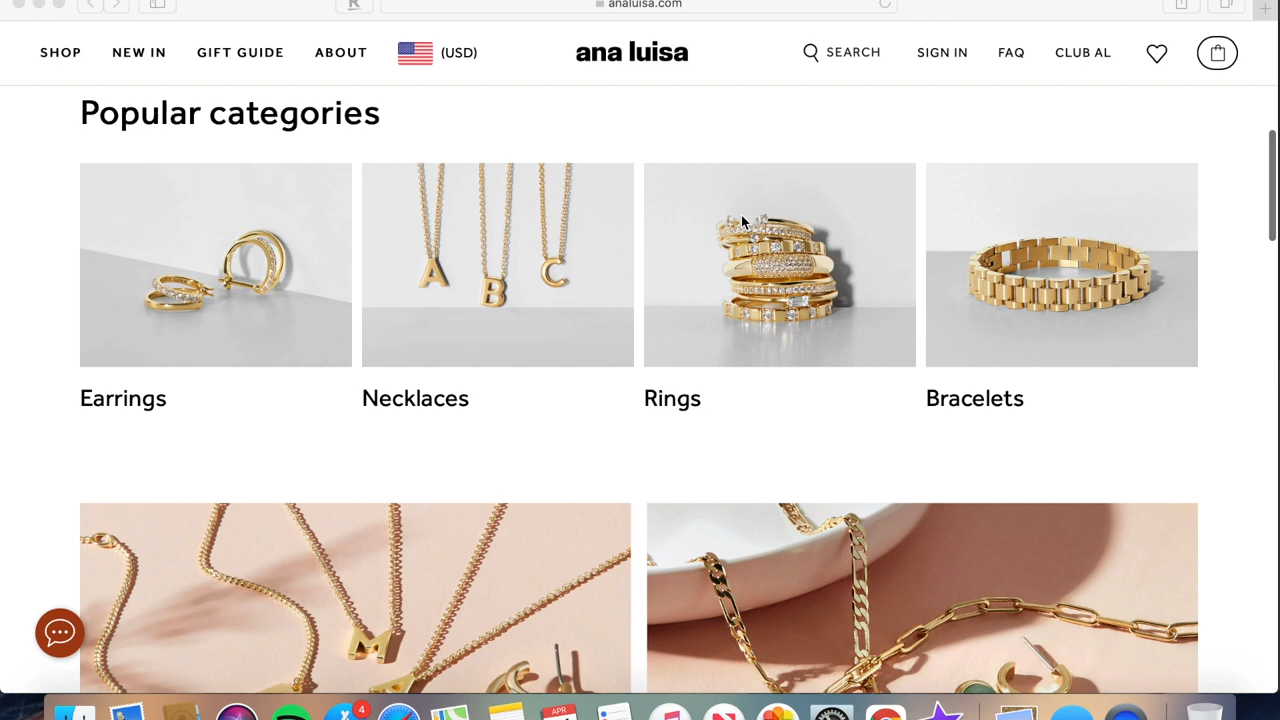 analuisa.com
SHOP NEW IN GIFT GUIDE ABOUT (USD) ana luisa SEARCH SIGN IN FAQ CLUB AL
Popular categories
A B C
Earrings Necklaces Rings Bracelets
M
4
APR